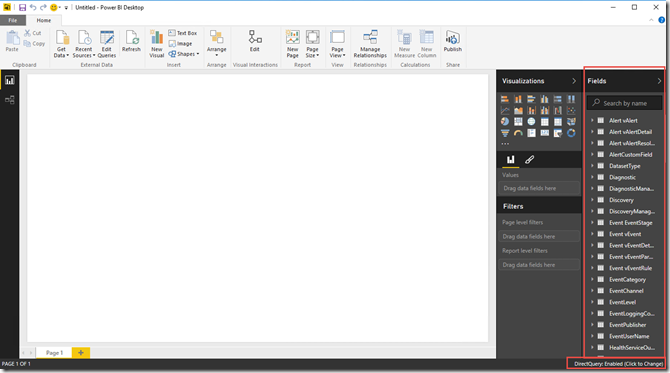 Untitled - Power BI Desktop
File
Home
Paste
Cut
Copy
Format Painter
Clipboard
Get Data
Recent Sources
Edit Queries
Refresh
External Data
New Visual
Text Box
Image
Shapes
Insert
Arrange
Arrange
Edit
Visual Interactions
New Page
Page Size
Report
Page View
View
Manage Relationships
Relationships
New Measure
New Column
Calculations
Publish
Share
Visualizations
Values
Drag data fields here
Filters
Page level filters
Drag data fields here
Report level filters
Drag data fields here
Fields
Search by name
Alert vAlert
Alert vAlertDetail
Alert vAlertResol...
AlertCustomField
DatasetType
Diagnostic
DiagnosticMana...
Discovery
DiscoveryManag...
Event EventStage
Event vEvent
Event vEventDet...
Event vEventPar...
Event vEventRule
EventCategory
EventChannel
EventLevel
EventLoggingCo...
EventPublisher
EventUserName
HealthServiceOu...
Page 1
PAGE 1 OF 1
DirectQuery: Enabled (Click to Change)